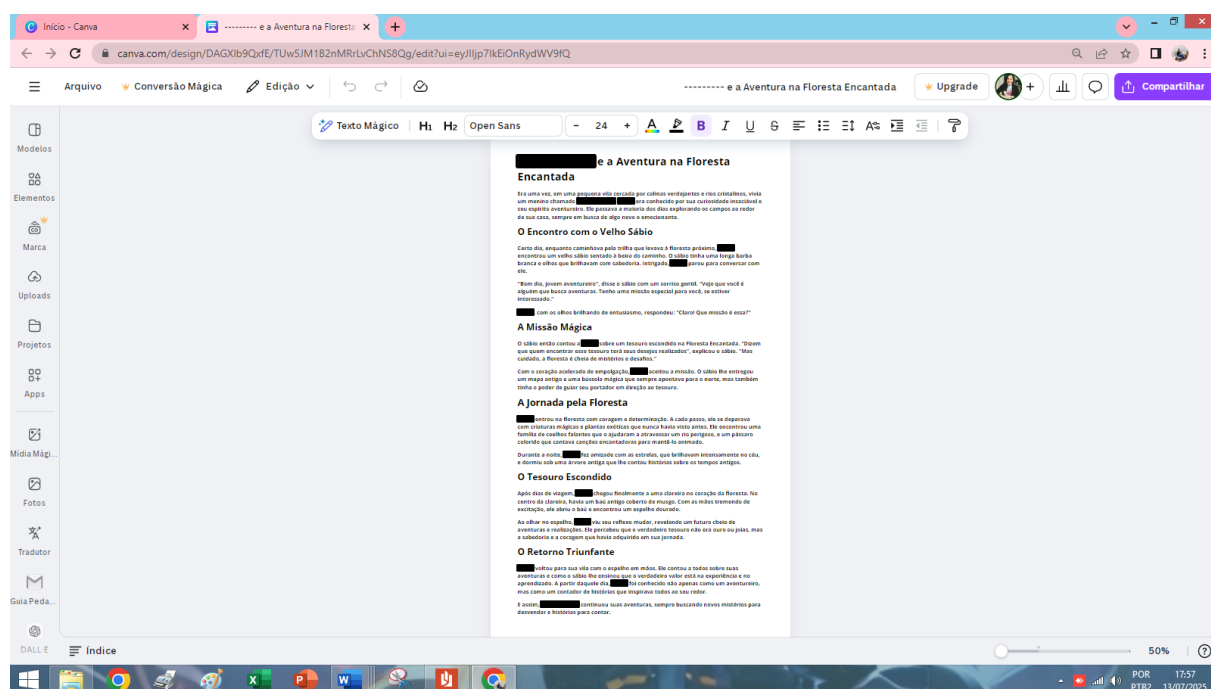 Início - Canva
--------- e a Aventura na Floresta
canva.com/design/DAGXIb9QxfE/TUw5JM1B2nMRrLvChNS8Qg/edit?ui=eyJIIjp7IkEiOnRydWV9fQ
Arquivo Conversão Mágica Edição --------- e a Aventura na Floresta Encantada Upgrade Compartilhar
Texto Mágico H1 H2 Open Sans - 24 + A B I U S
Modelos
Elementos
Marca
Uploads
Projetos
Apps
Mídia Mági...
Fotos
Tradutor
Guia Peda...
DALL·E
e a Aventura na Floresta
Encantada
Era uma vez, em uma pequena vila cercada por colinas verdejantes e rios cristalinos, vivia
um menino chamado era conhecido por sua curiosidade insaciável e
seu espírito aventureiro. Ele passava a maioria dos dias explorando os campos ao redor
de sua casa, sempre em busca de algo novo e emocionante.
O Encontro com o Velho Sábio
Certo dia, enquanto caminhava pela trilha que levava à floresta próxima,
encontrou um velho sábio sentado à beira do caminho. O sábio tinha uma longa barba
branca e olhos que brilhavam com sabedoria. Intrigado, parou para conversar com
ele.
"Bom dia, jovem aventureiro", disse o sábio com um sorriso gentil. "Vejo que você é
alguém que busca aventuras. Tenho uma missão especial para você, se estiver
interessado."
com os olhos brilhando de entusiasmo, respondeu: "Claro! Que missão é essa?"
A Missão Mágica
O sábio então contou a sobre um tesouro escondido na Floresta Encantada. "Dizem
que quem encontrar esse tesouro terá seus desejos realizados", explicou o sábio. "Mas
cuidado, a floresta é cheia de mistérios e desafios."
Com o coração acelerado de empolgação, aceitou a missão. O sábio lhe entregou
um mapa antigo e uma bússola mágica que sempre apontava para o norte, mas também
tinha o poder de guiar seu portador em direção ao tesouro.
A Jornada pela Floresta
entrou na floresta com coragem e determinação. A cada passo, ele se deparava
com criaturas mágicas e plantas exóticas que nunca havia visto antes. Ele encontrou uma
família de coelhos falantes que o ajudaram a atravessar um rio perigoso, e um pássaro
colorido que cantava canções encantadoras para mantê-lo animado.
Durante a noite, fez amizade com as estrelas, que brilhavam intensamente no céu,
e dormiu sob uma árvore antiga que lhe contou histórias sobre os tempos antigos.
O Tesouro Escondido
Após dias de viagem, chegou finalmente a uma clareira no coração da floresta. No
centro da clareira, havia um baú antigo coberto de musgo. Com as mãos tremendo de
excitação, ele abriu o baú e encontrou um espelho dourado.
Ao olhar no espelho, viu seu reflexo mudar, revelando um futuro cheio de
aventuras e realizações. Ele percebeu que o verdadeiro tesouro não era ouro ou joias, mas
a sabedoria e a coragem que havia adquirido em sua jornada.
O Retorno Triunfante
voltou para sua vila com o espelho em mãos. Ele contou a todos sobre suas
aventuras e como o sábio lhe ensinou que o verdadeiro valor está na experiência e no
aprendizado. A partir daquele dia, foi conhecido não apenas como um aventureiro,
mas como um contador de histórias que inspirava todos ao seu redor.
E assim, continuou suas aventuras, sempre buscando novos mistérios para
desvendar e histórias para contar.
Índice 50%
POR 17:57
PTB2 13/07/2025